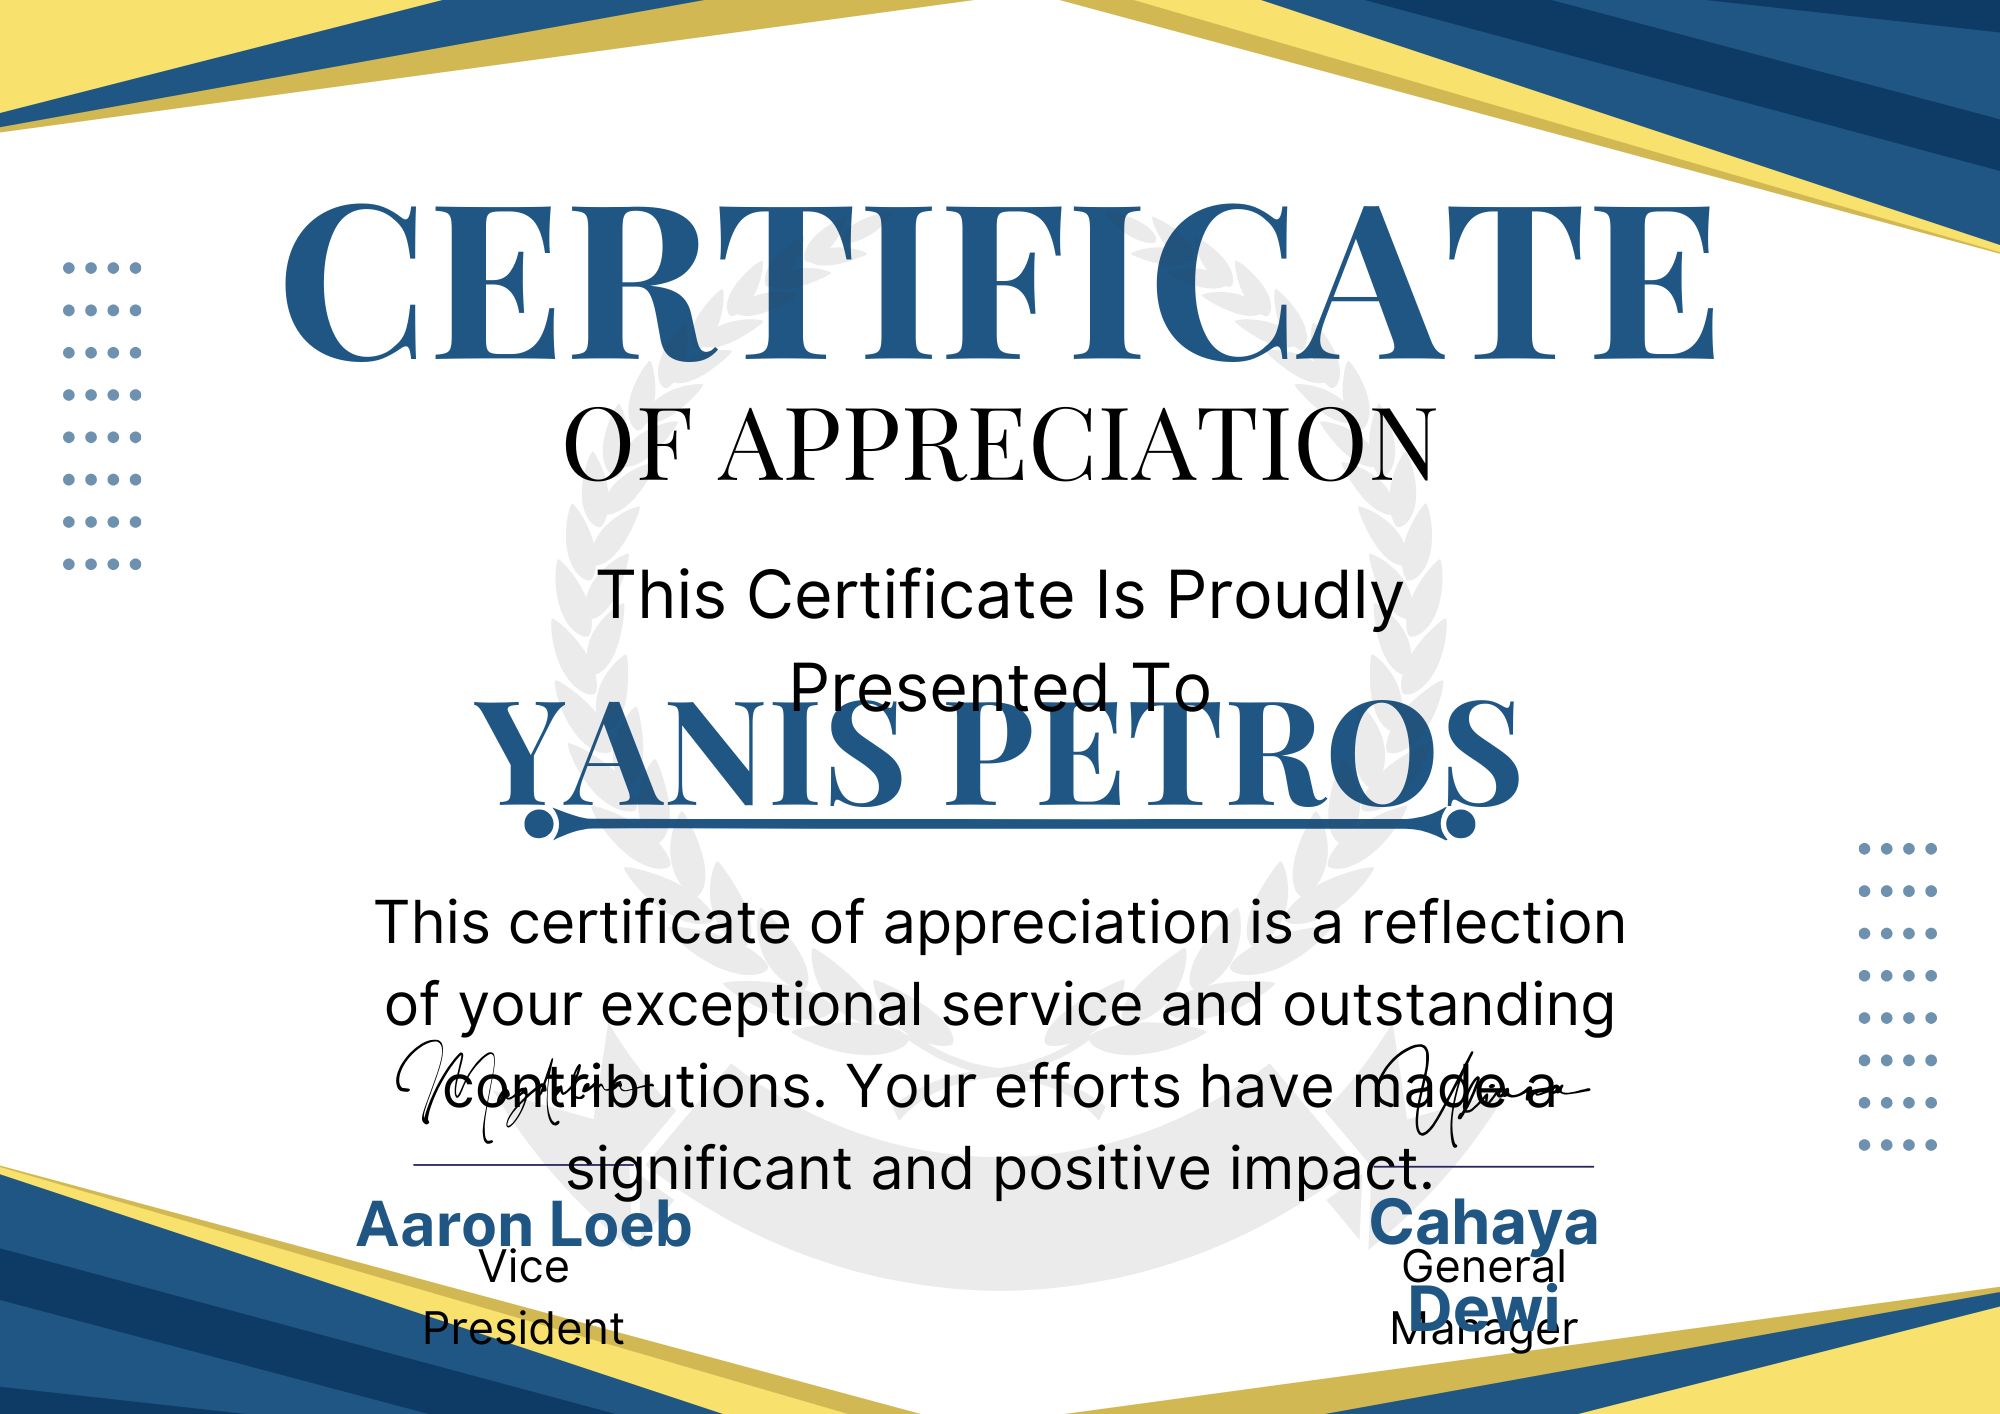 CERTIFICATE
OF APPRECIATION
This Certificate Is Proudly
Presented To
YANIS PETROS
This certificate of appreciation is a reflection
of your exceptional service and outstanding
contributions. Your efforts have made a
significant and positive impact.
Aaron Loeb
Vice
President
Cahaya
Dewi
General
Manager